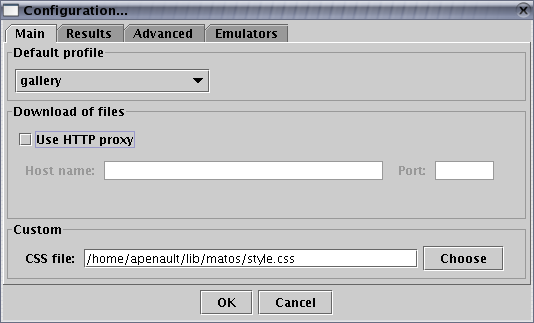 Configuration...
Main Results Advanced Emulators
Default profile
gallery
Download of files
Use HTTP proxy
Host name: Port:
Custom
CSS file: /home/apenault/lib/matos/style.css Choose
OK Cancel